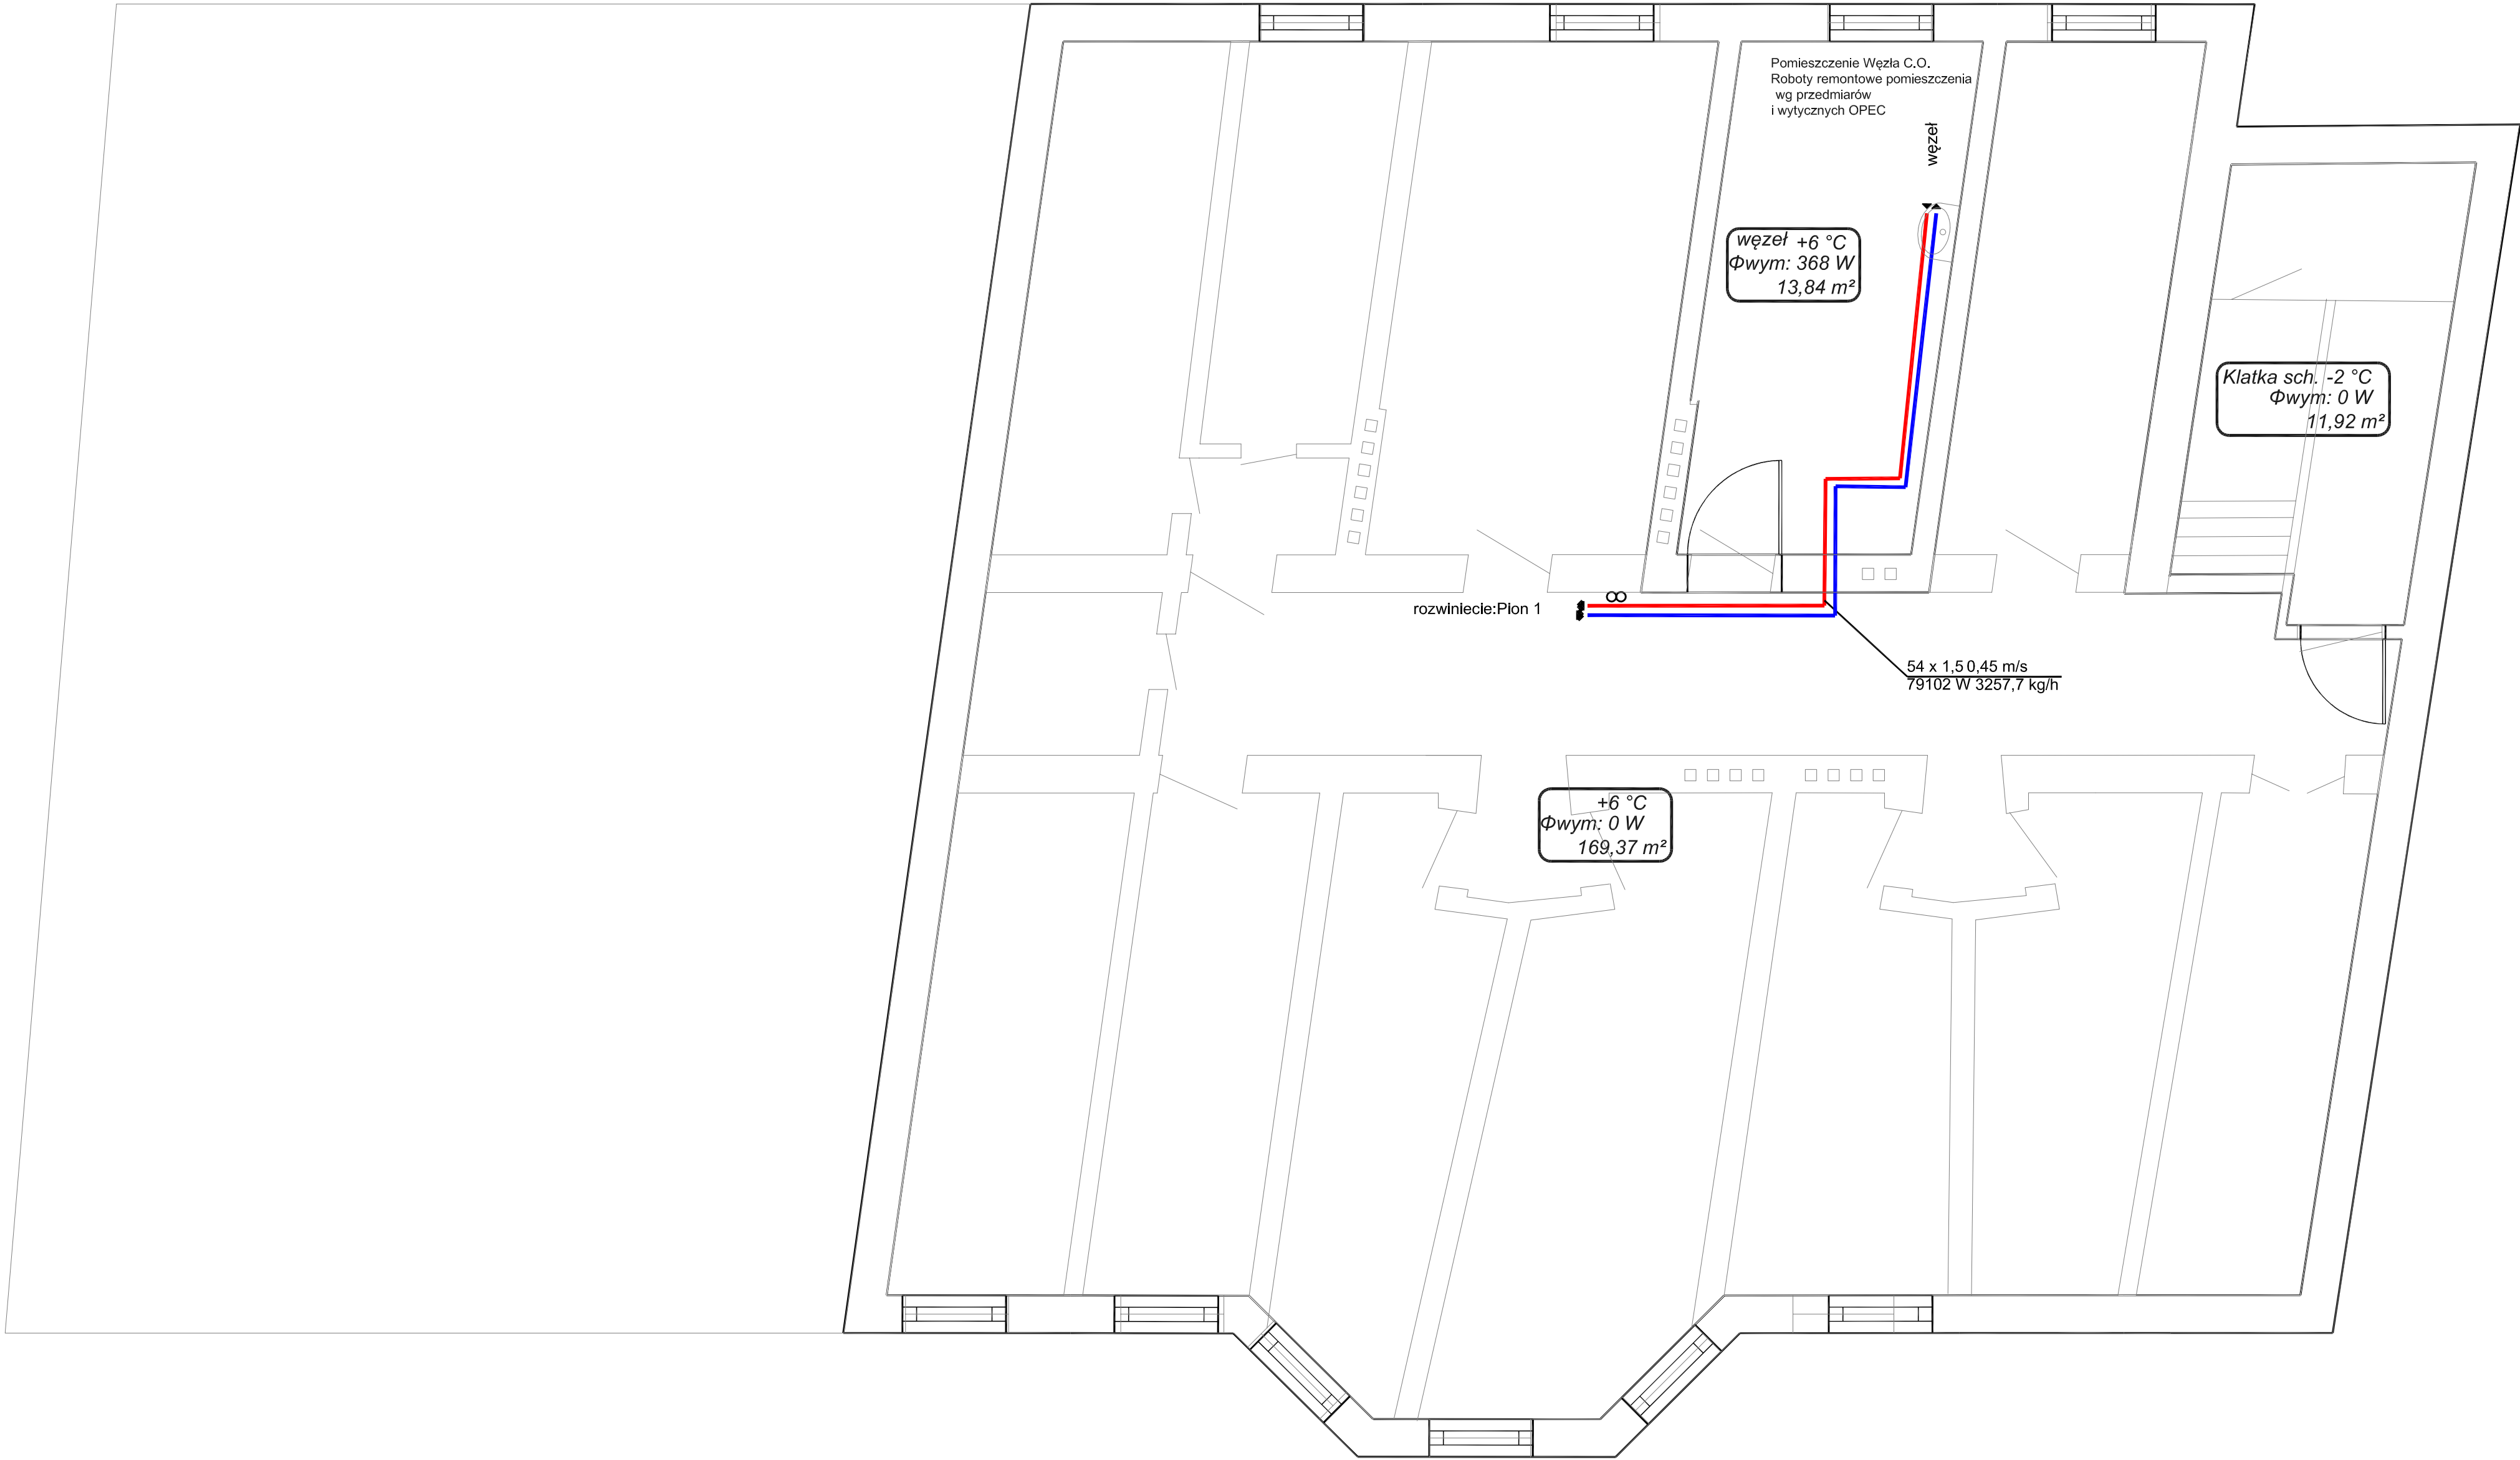 Pomieszczenie Węzła C.O.
Roboty remontowe pomieszczenia
wg przedmiarów
i wytycznych OPEC
węzeł
węzeł +6 °C
Φwym: 368 W
13,84 m²
Klatka sch. -2 °C
Φwym: 0 W
11,92 m²
rozwiniecie:Pion 1
54 x 1,5 0,45 m/s
79102 W 3257,7 kg/h
+6 °C
Φwym: 0 W
169,37 m²